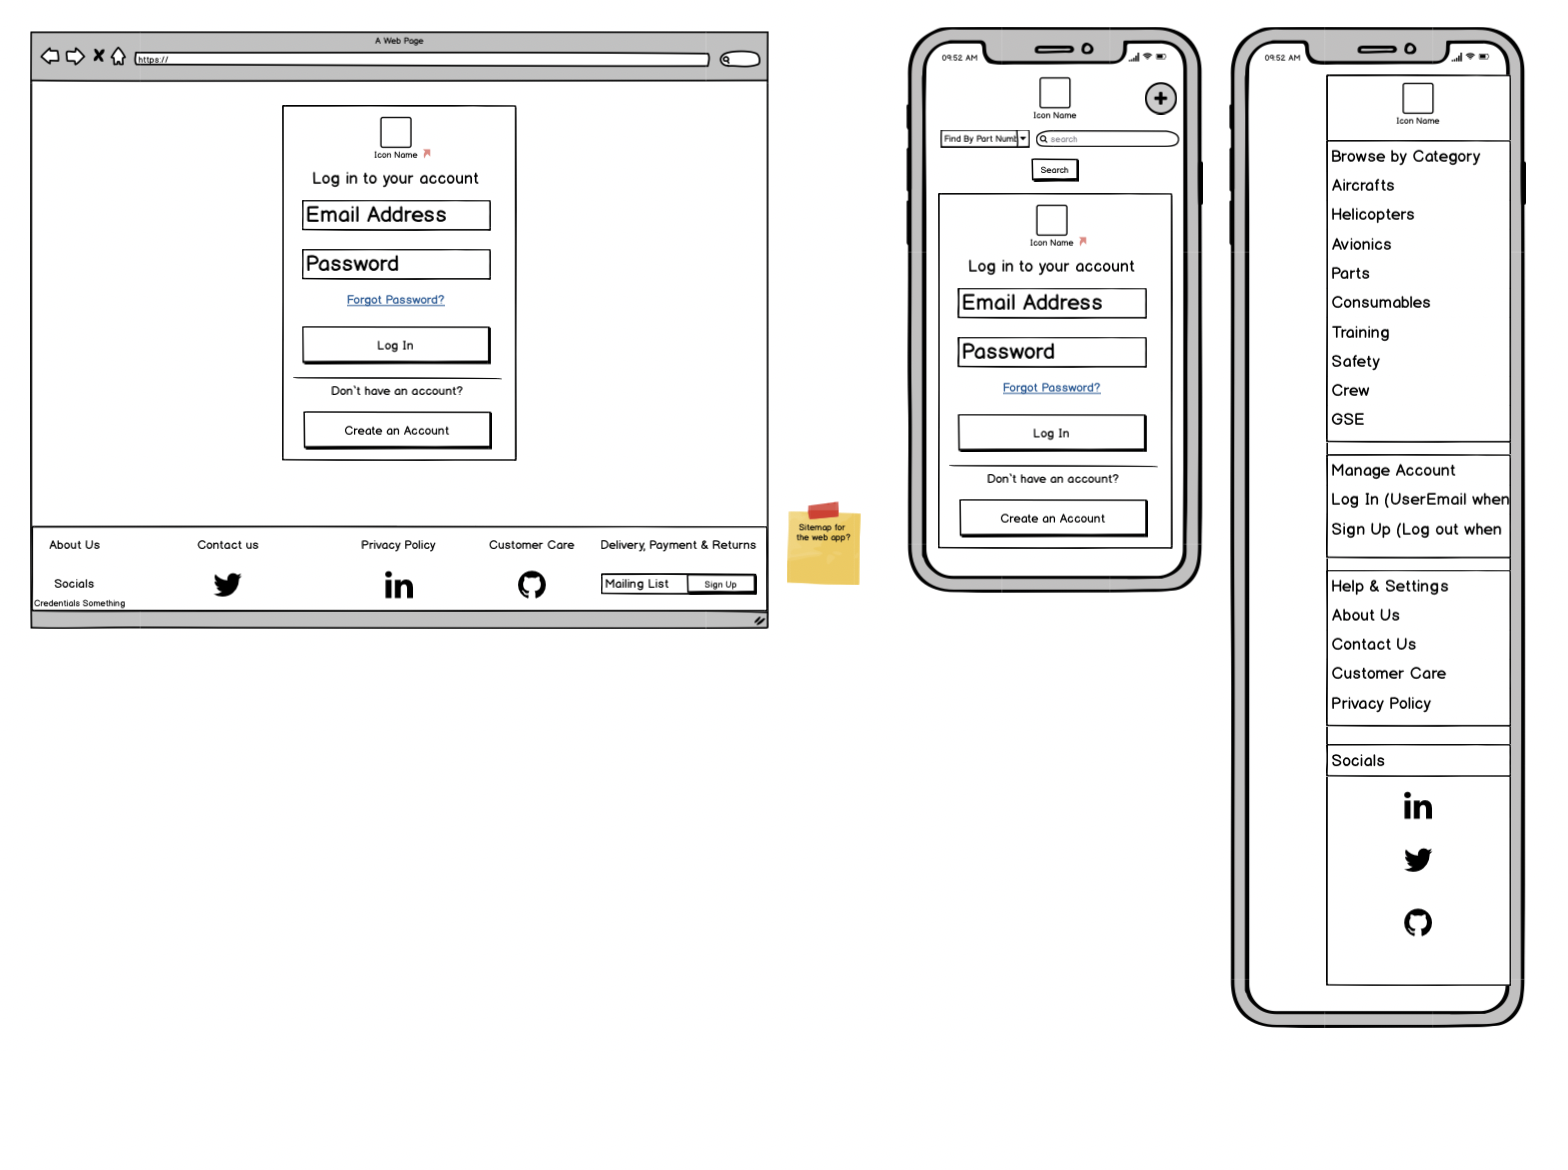 A Web Page
https://
Icon Name
Log in to your account
Email Address
Password
Forgot Password?
Log In
Don't have an account?
Create an Account
About Us
Contact us
Privacy Policy
Customer Care
Delivery, Payment & Returns
Socials
Mailing List
Sign Up
Credentials Something
Sitemap for
the web app?
09:52 AM
Icon Name
Find By Part Numb
search
Search
Icon Name
Log in to your account
Email Address
Password
Forgot Password?
Log In
Don't have an account?
Create an Account
09:52 AM
Icon Name
Browse by Category
Aircrafts
Helicopters
Avionics
Parts
Consumables
Training
Safety
Crew
GSE
Manage Account
Log In (UserEmail when
Sign Up (Log out when
Help & Settings
About Us
Contact Us
Customer Care
Privacy Policy
Socials